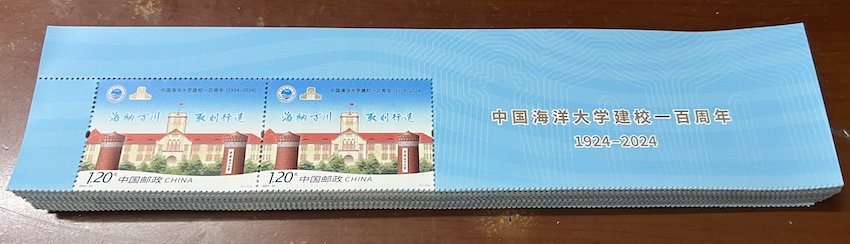 中国海洋大学建校一百周年 (1924-2024)
海纳百川 取则行远
1.20元 中国邮政 CHINA
中国海洋大学建校一百周年 (1924-2024)
海纳百川 取则行远
1.20元 中国邮政 CHINA
中国海洋大学建校一百周年
1924-2024